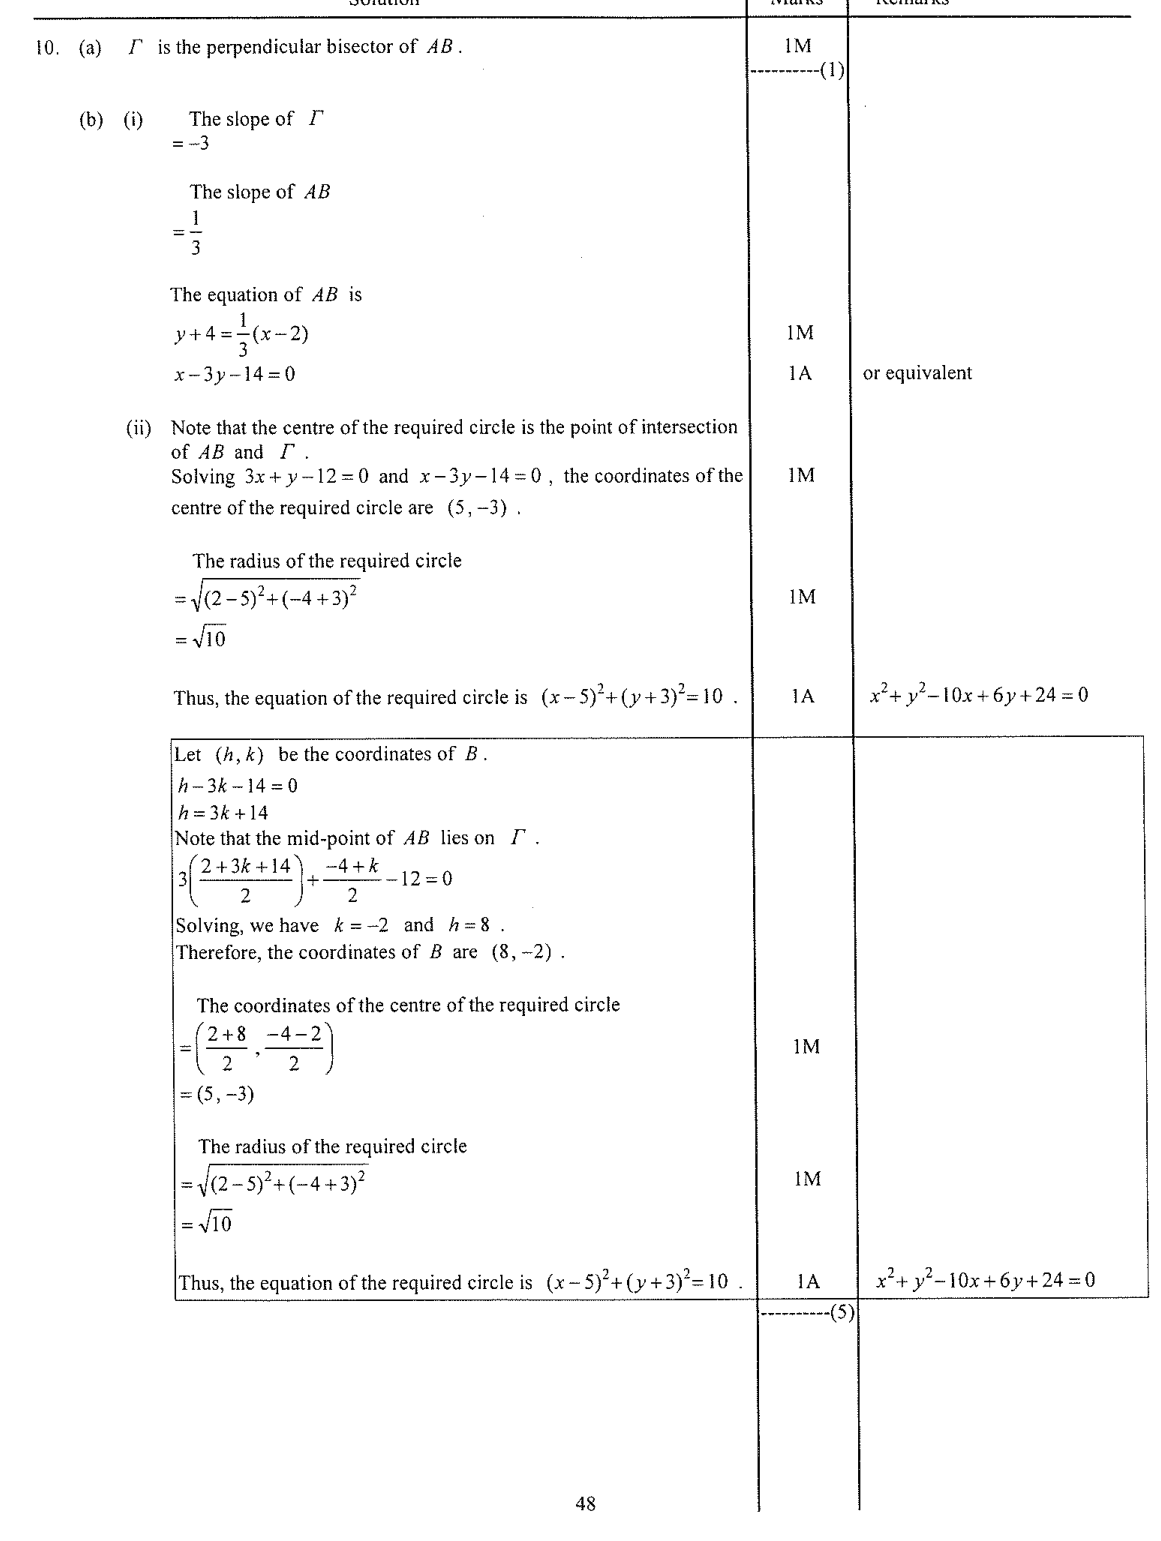 Solution Marks Remarks
10. (a) Γ is the perpendicular bisector of AB . 1M
----------(1)
(b) (i) The slope of Γ
= −3
The slope of AB
= 1/3
The equation of AB is
y + 4 = 1/3 (x − 2) 1M
x − 3y − 14 = 0 1A or equivalent
(ii) Note that the centre of the required circle is the point of intersection
of AB and Γ .
Solving 3x + y − 12 = 0 and x − 3y − 14 = 0 , the coordinates of the 1M
centre of the required circle are (5, −3) .
The radius of the required circle
= √((2 − 5)² + (−4 + 3)²) 1M
= √10
Thus, the equation of the required circle is (x − 5)² + (y + 3)² = 10 . 1A x² + y² − 10x + 6y + 24 = 0
Let (h, k) be the coordinates of B .
h − 3k − 14 = 0
h = 3k + 14
Note that the mid-point of AB lies on Γ .
3((2 + 3k + 14)/2) + (−4 + k)/2 − 12 = 0
Solving, we have k = −2 and h = 8 .
Therefore, the coordinates of B are (8, −2) .
The coordinates of the centre of the required circle
= ((2 + 8)/2 , (−4 − 2)/2) 1M
= (5, −3)
The radius of the required circle
= √((2 − 5)² + (−4 + 3)²) 1M
= √10
Thus, the equation of the required circle is (x − 5)² + (y + 3)² = 10 . 1A x² + y² − 10x + 6y + 24 = 0
----------(5)
48